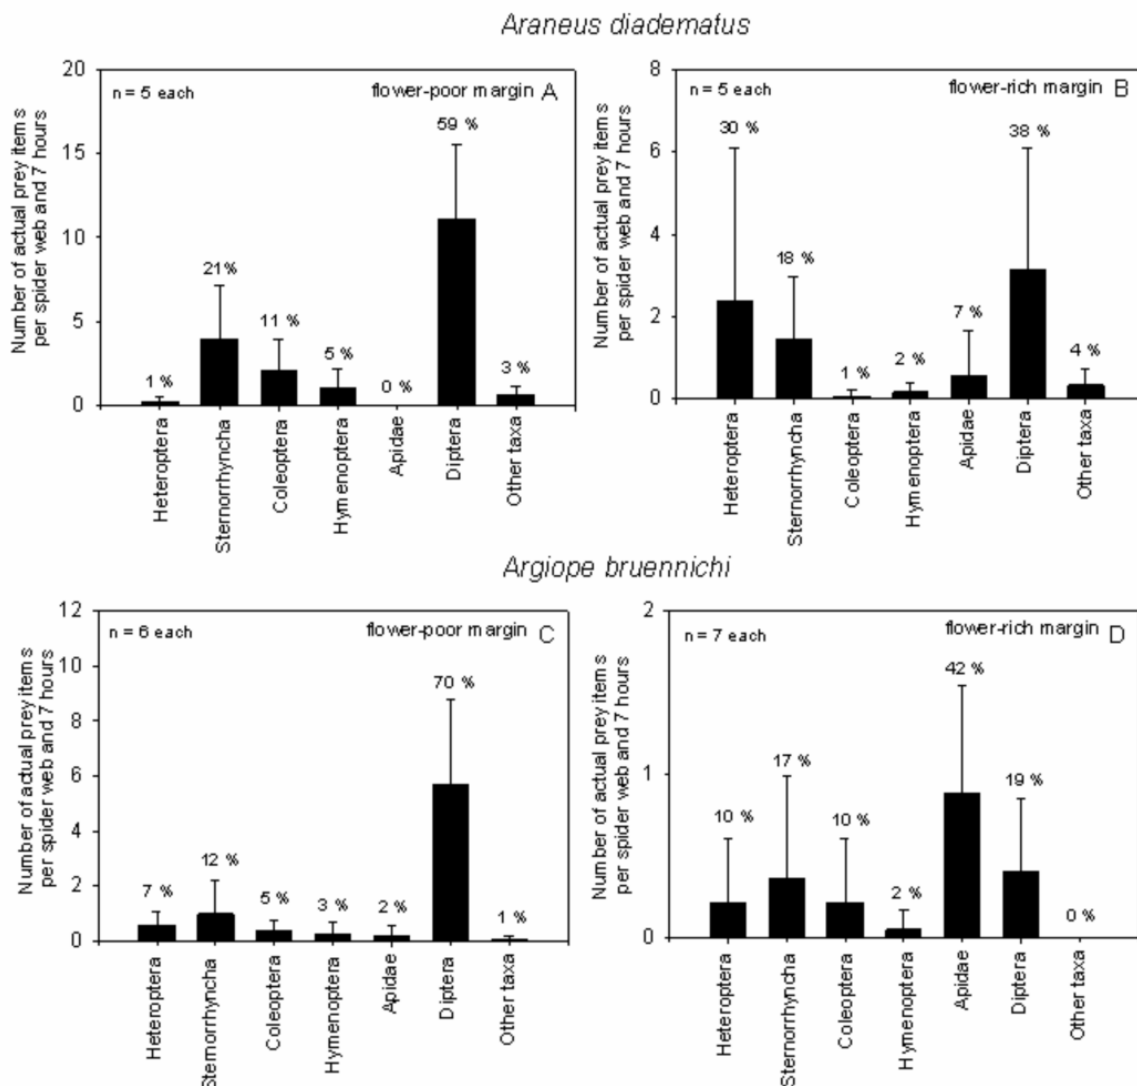 Araneus diadematus
Number of actual prey items
per spider web and 7 hours
20
15
10
5
0
n = 5 each
flower-poor margin A
1 %
21 %
11 %
5 %
0 %
59 %
3 %
Heteroptera
Sternorrhyncha
Coleoptera
Hymenoptera
Apidae
Diptera
Other taxa
Number of actual prey items
per spider web and 7 hours
8
6
4
2
0
n = 5 each
flower-rich margin B
30 %
18 %
1 %
2 %
7 %
38 %
4 %
Heteroptera
Sternorrhyncha
Coleoptera
Hymenoptera
Apidae
Diptera
Other taxa
Argiope bruennichi
Number of actual prey items
per spider web and 7 hours
12
10
8
6
4
2
0
n = 6 each
flower-poor margin C
7 %
12 %
5 %
3 %
2 %
70 %
1 %
Heteroptera
Sternorrhyncha
Coleoptera
Hymenoptera
Apidae
Diptera
Other taxa
Number of actual prey items
per spider web and 7 hours
2
1
0
n = 7 each
flower-rich margin D
10 %
17 %
10 %
2 %
42 %
19 %
0 %
Heteroptera
Sternorrhyncha
Coleoptera
Hymenoptera
Apidae
Diptera
Other taxa